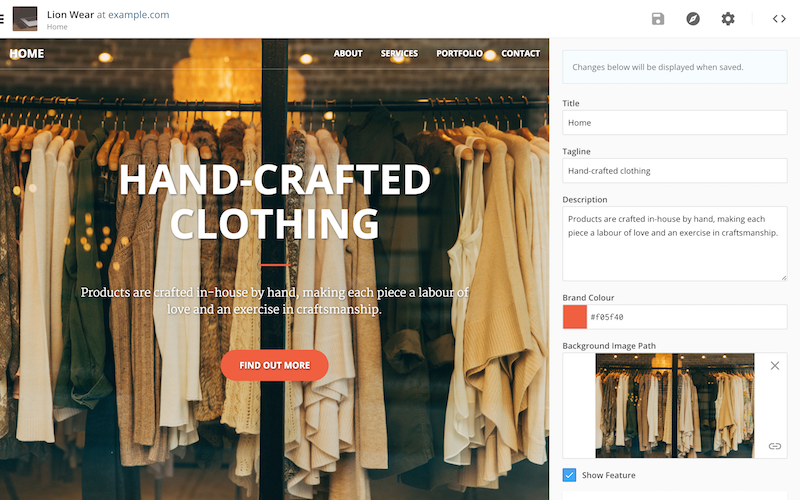 Lion Wear at example.com
Home
HOME
ABOUT SERVICES PORTFOLIO CONTACT
HAND-CRAFTED
CLOTHING
Products are crafted in-house by hand, making each piece a labour of
love and an exercise in craftsmanship.
FIND OUT MORE
Changes below will be displayed when saved.
Title
Home
Tagline
Hand-crafted clothing
Description
Products are crafted in-house by hand, making each
piece a labour of love and an exercise in craftsmanship.
Brand Colour
#f05f40
Background Image Path
Show Feature